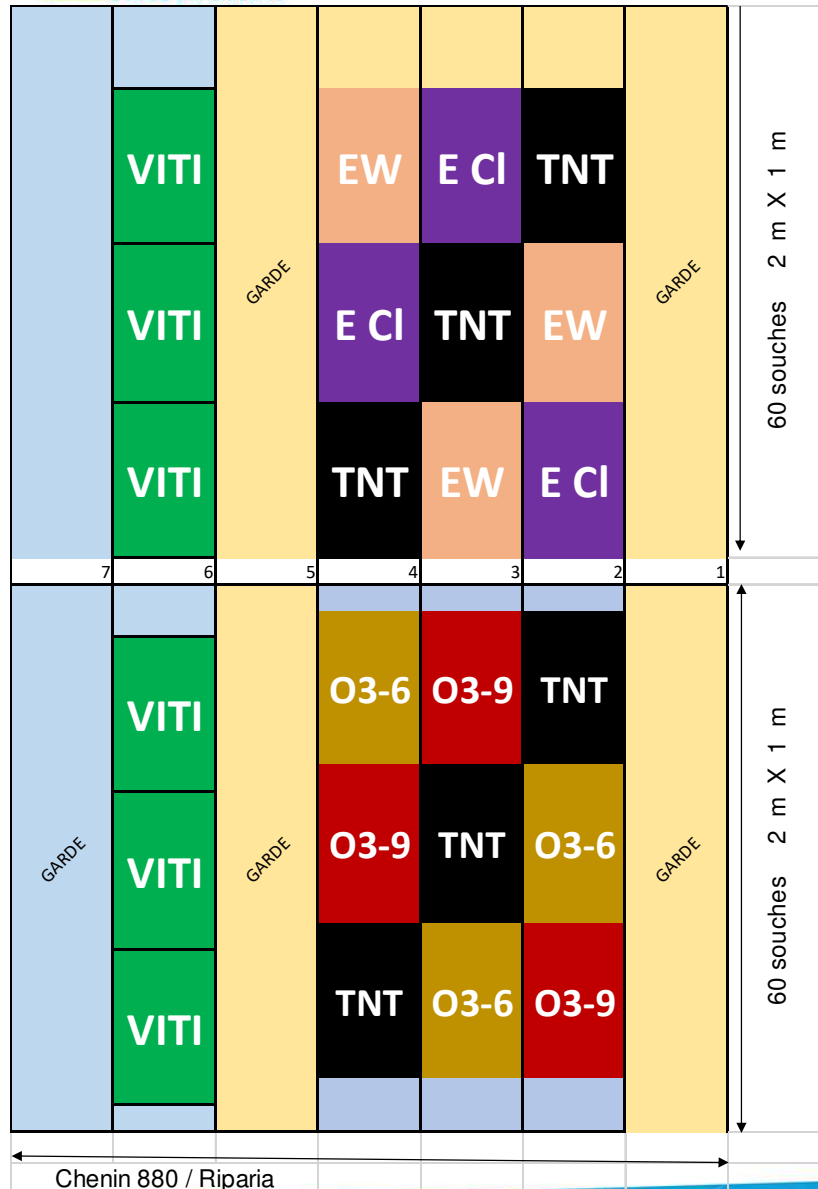 VITI EW E Cl TNT
GARDE GARDE
VITI E Cl TNT EW
VITI TNT EW E Cl
60 souches 2 m X 1 m
7 6 5 4 3 2 1
O3-6 O3-9 TNT
VITI
GARDE GARDE GARDE
O3-9 TNT O3-6
VITI
TNT O3-6 O3-9
VITI
60 souches 2 m X 1 m
Chenin 880 / Riparia